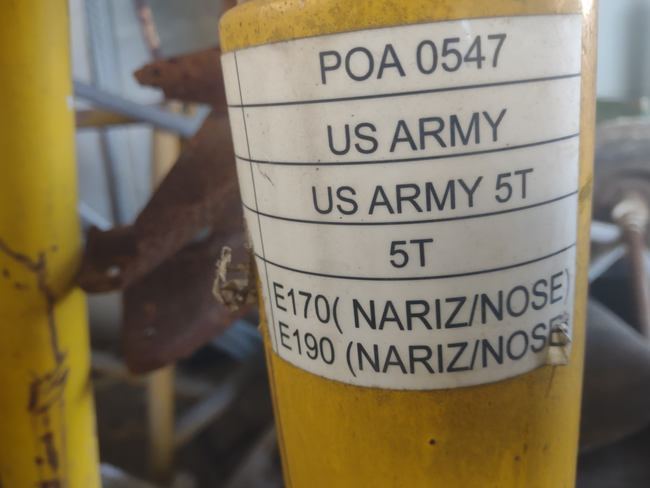 POA 0547
US ARMY
US ARMY 5T
5T
E170( NARIZ/NOSE)
E190 (NARIZ/NOSE